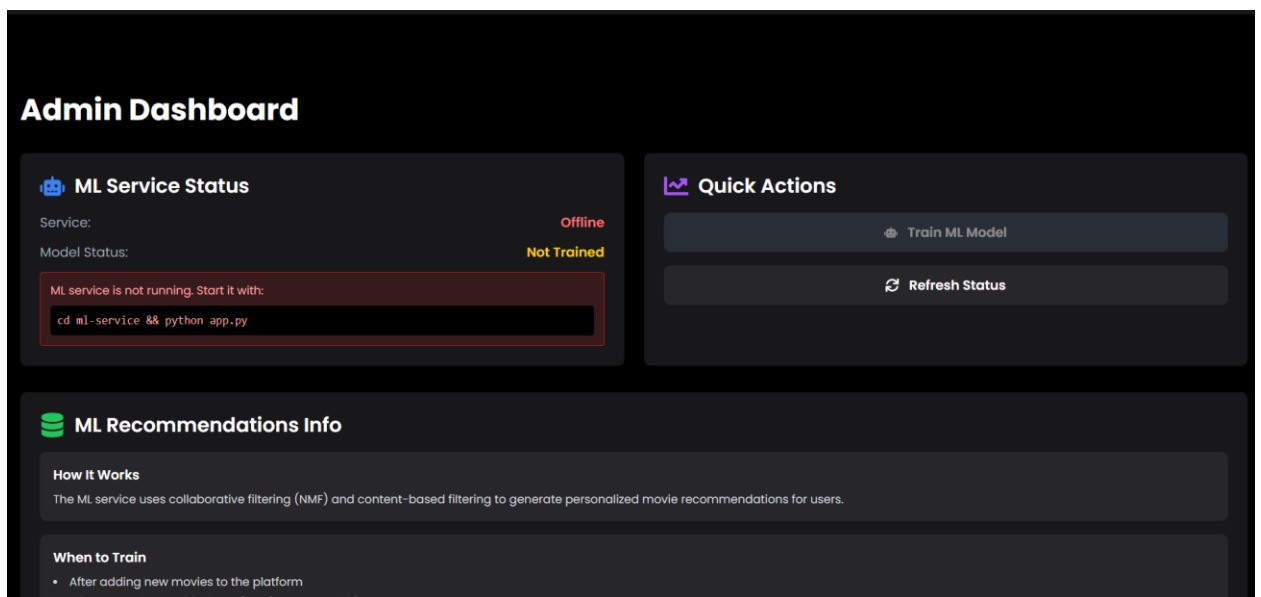 Admin Dashboard
ML Service Status
Service: Offline
Model Status: Not Trained
ML service is not running. Start it with:
cd ml-service && python app.py
Quick Actions
Train ML Model
Refresh Status
ML Recommendations Info
How It Works
The ML service uses collaborative filtering (NMF) and content-based filtering to generate personalized movie recommendations for users.
When to Train
• After adding new movies to the platform